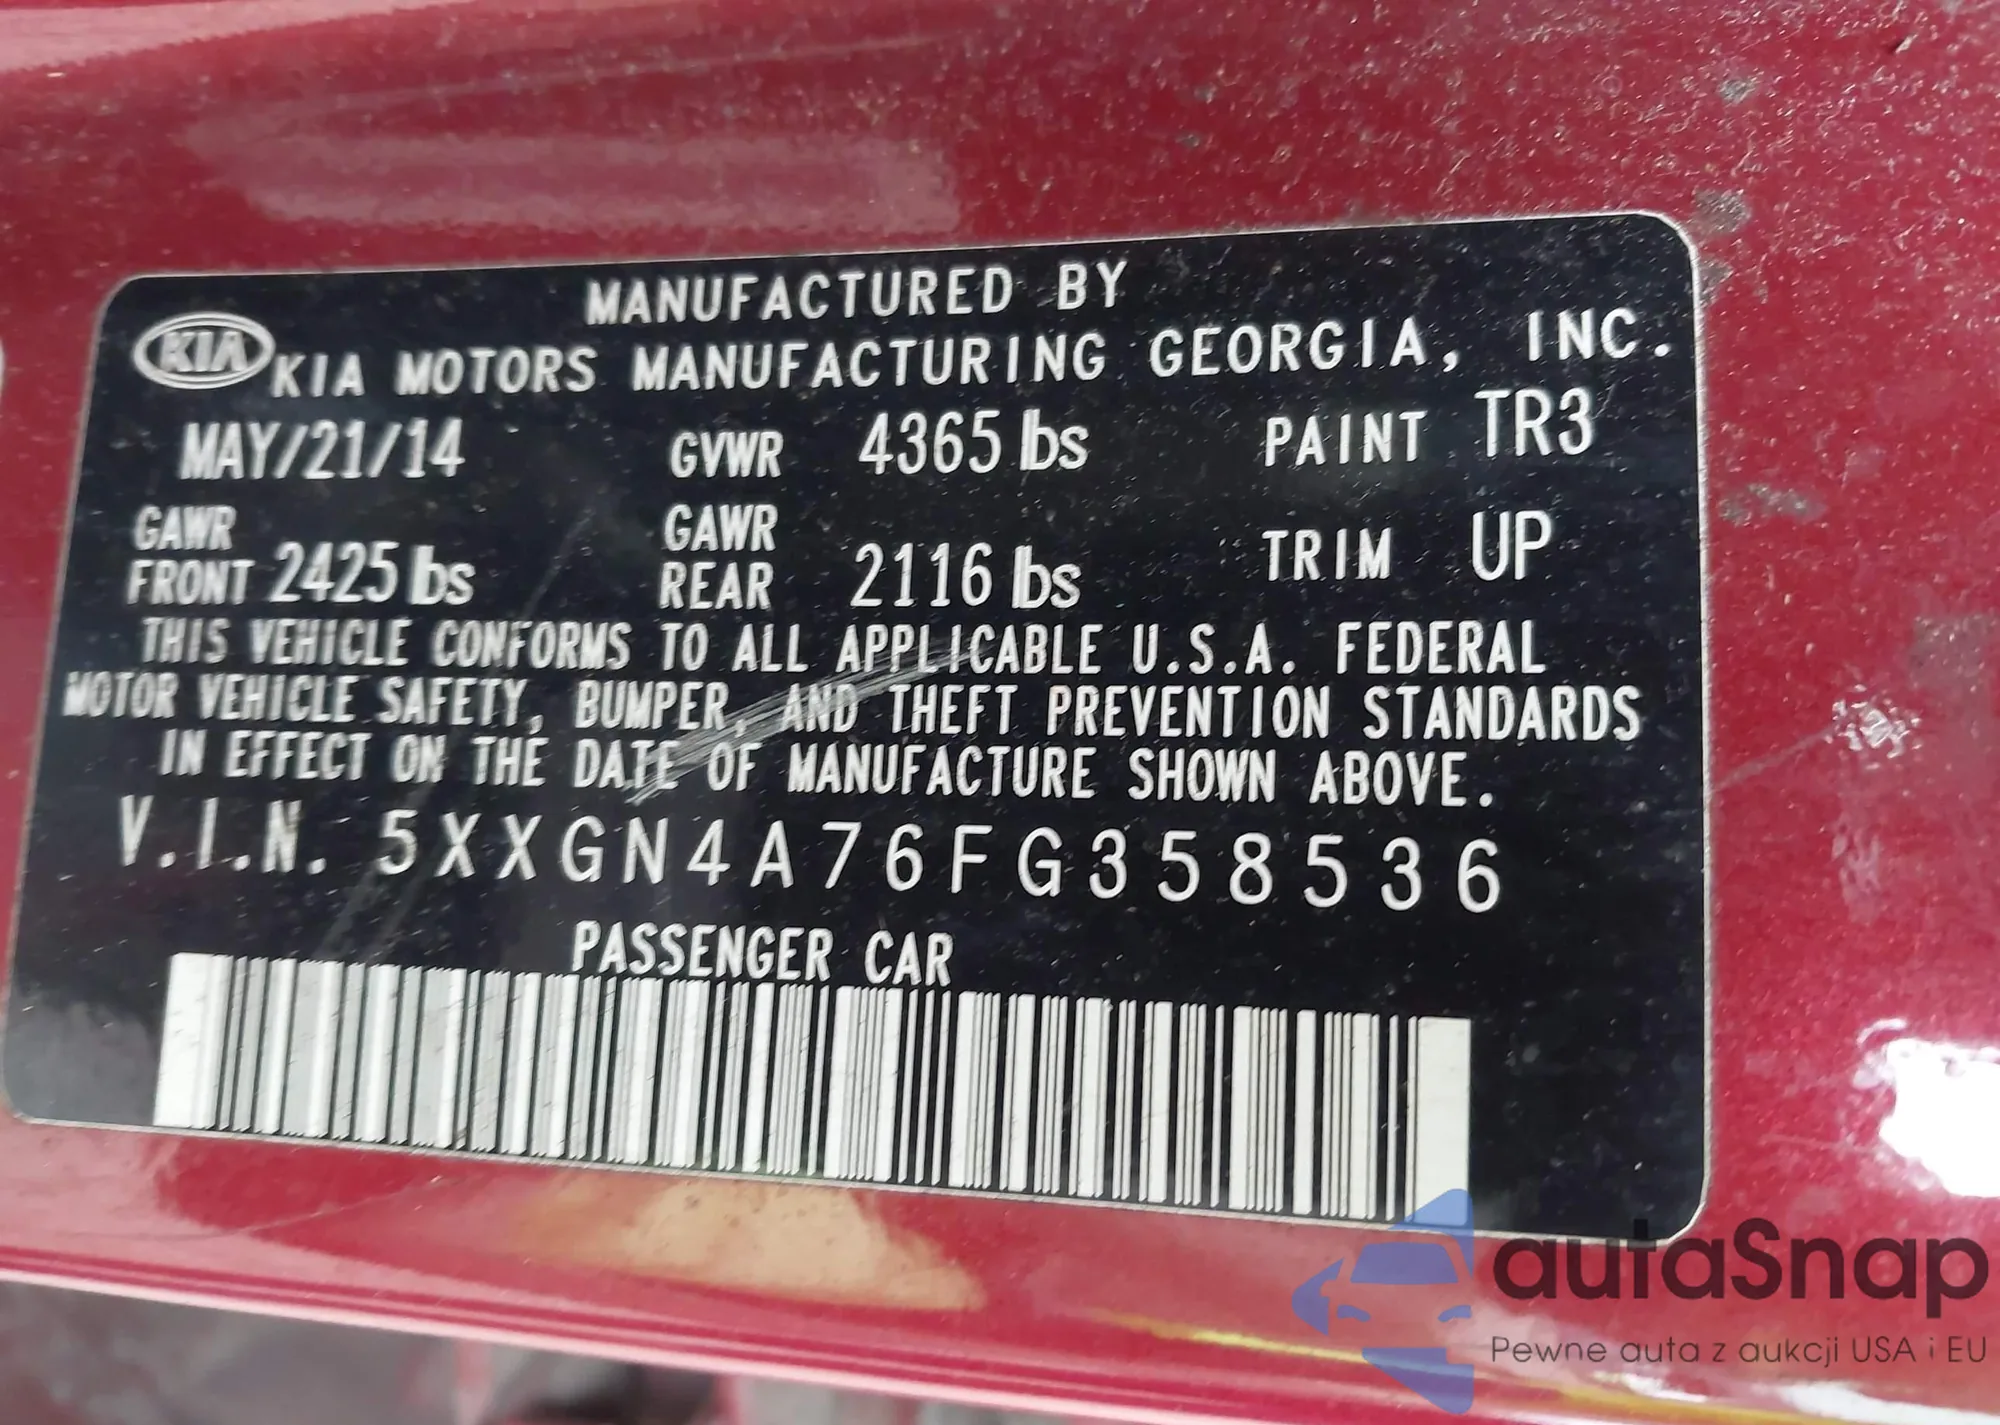 MANUFACTURED BY
KIA KIA MOTORS MANUFACTURING GEORGIA, INC.
MAY/21/14 GVWR 4365 lbs PAINT TR3
GAWR FRONT 2425 lbs GAWR REAR 2116 lbs TRIM UP
THIS VEHICLE CONFORMS TO ALL APPLICABLE U.S.A. FEDERAL
MOTOR VEHICLE SAFETY, BUMPER, AND THEFT PREVENTION STANDARDS
IN EFFECT ON THE DATE OF MANUFACTURE SHOWN ABOVE.
V.I.N. 5XXGN4A76FG358536
PASSENGER CAR
autaSnap
Pewne auta z aukcji USA i EU